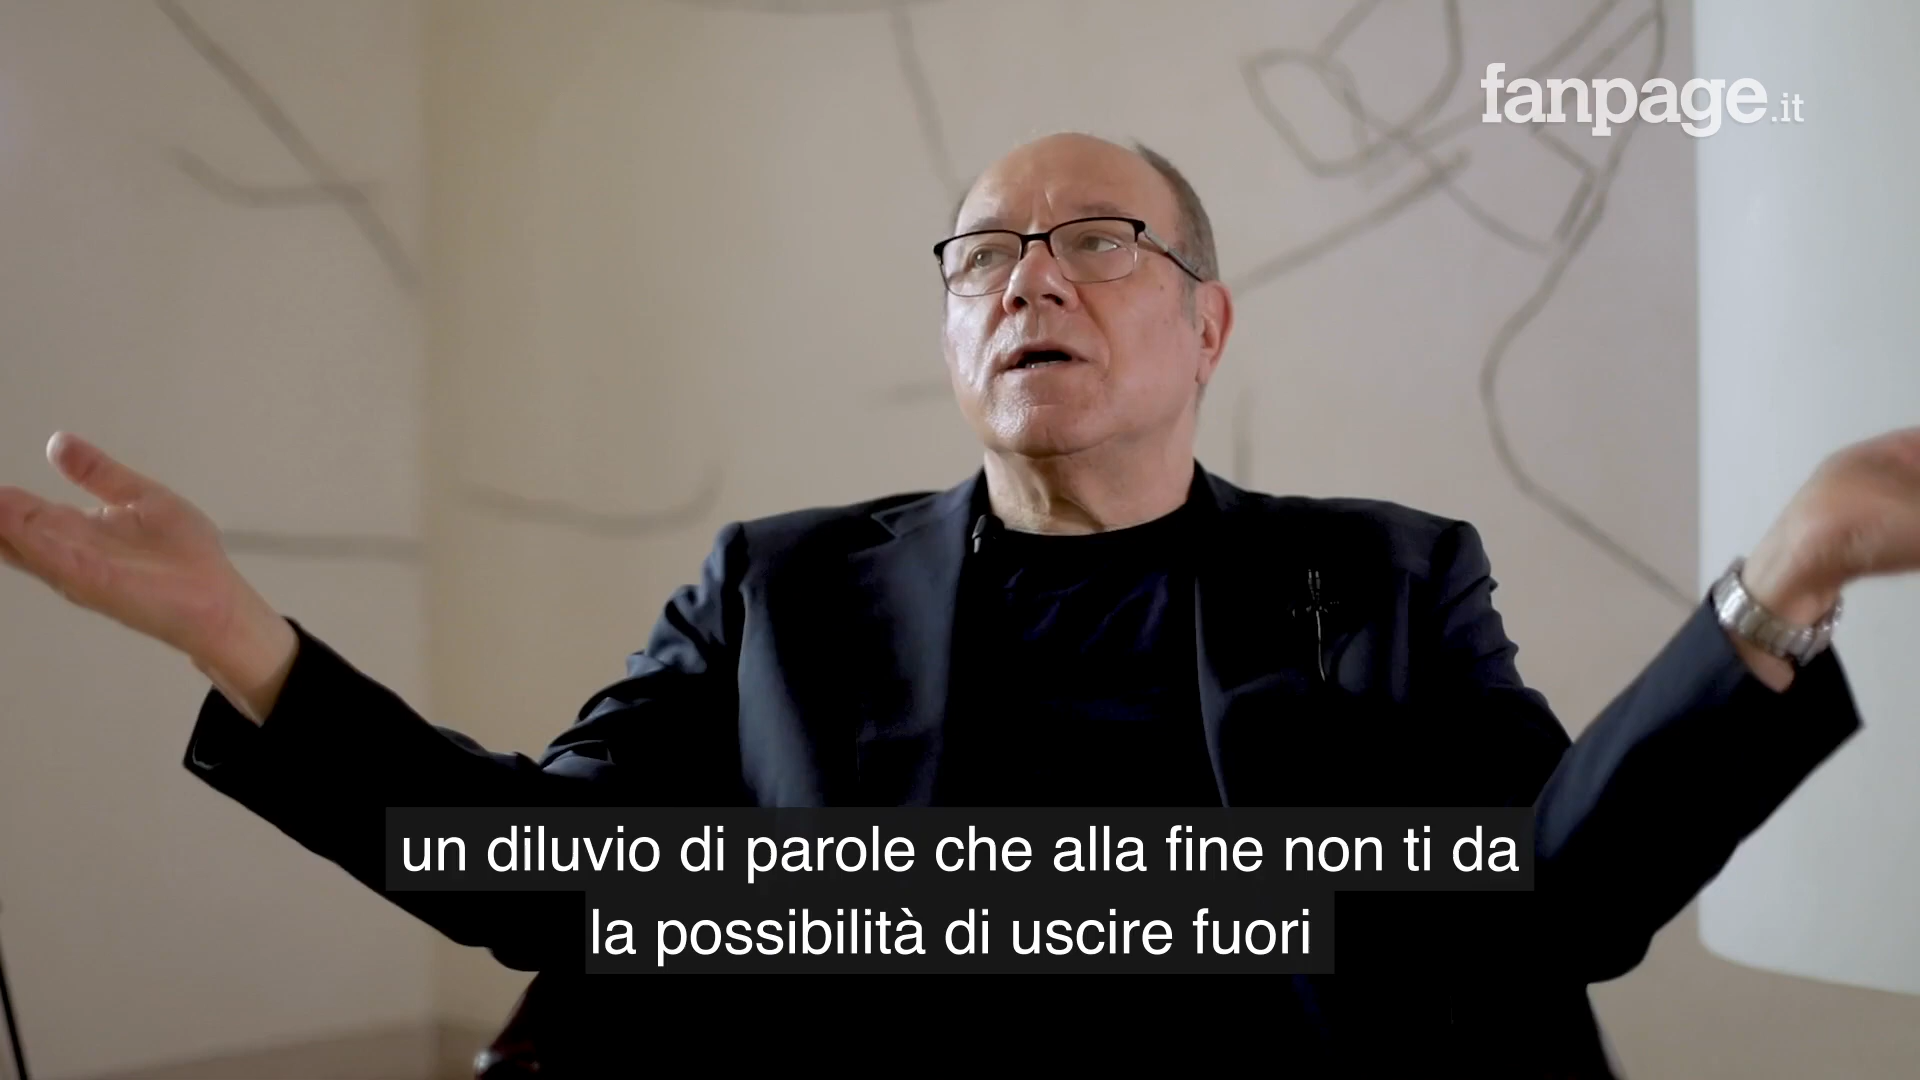 fanpage.it
un diluvio di parole che alla fine non ti da
la possibilità di uscire fuori